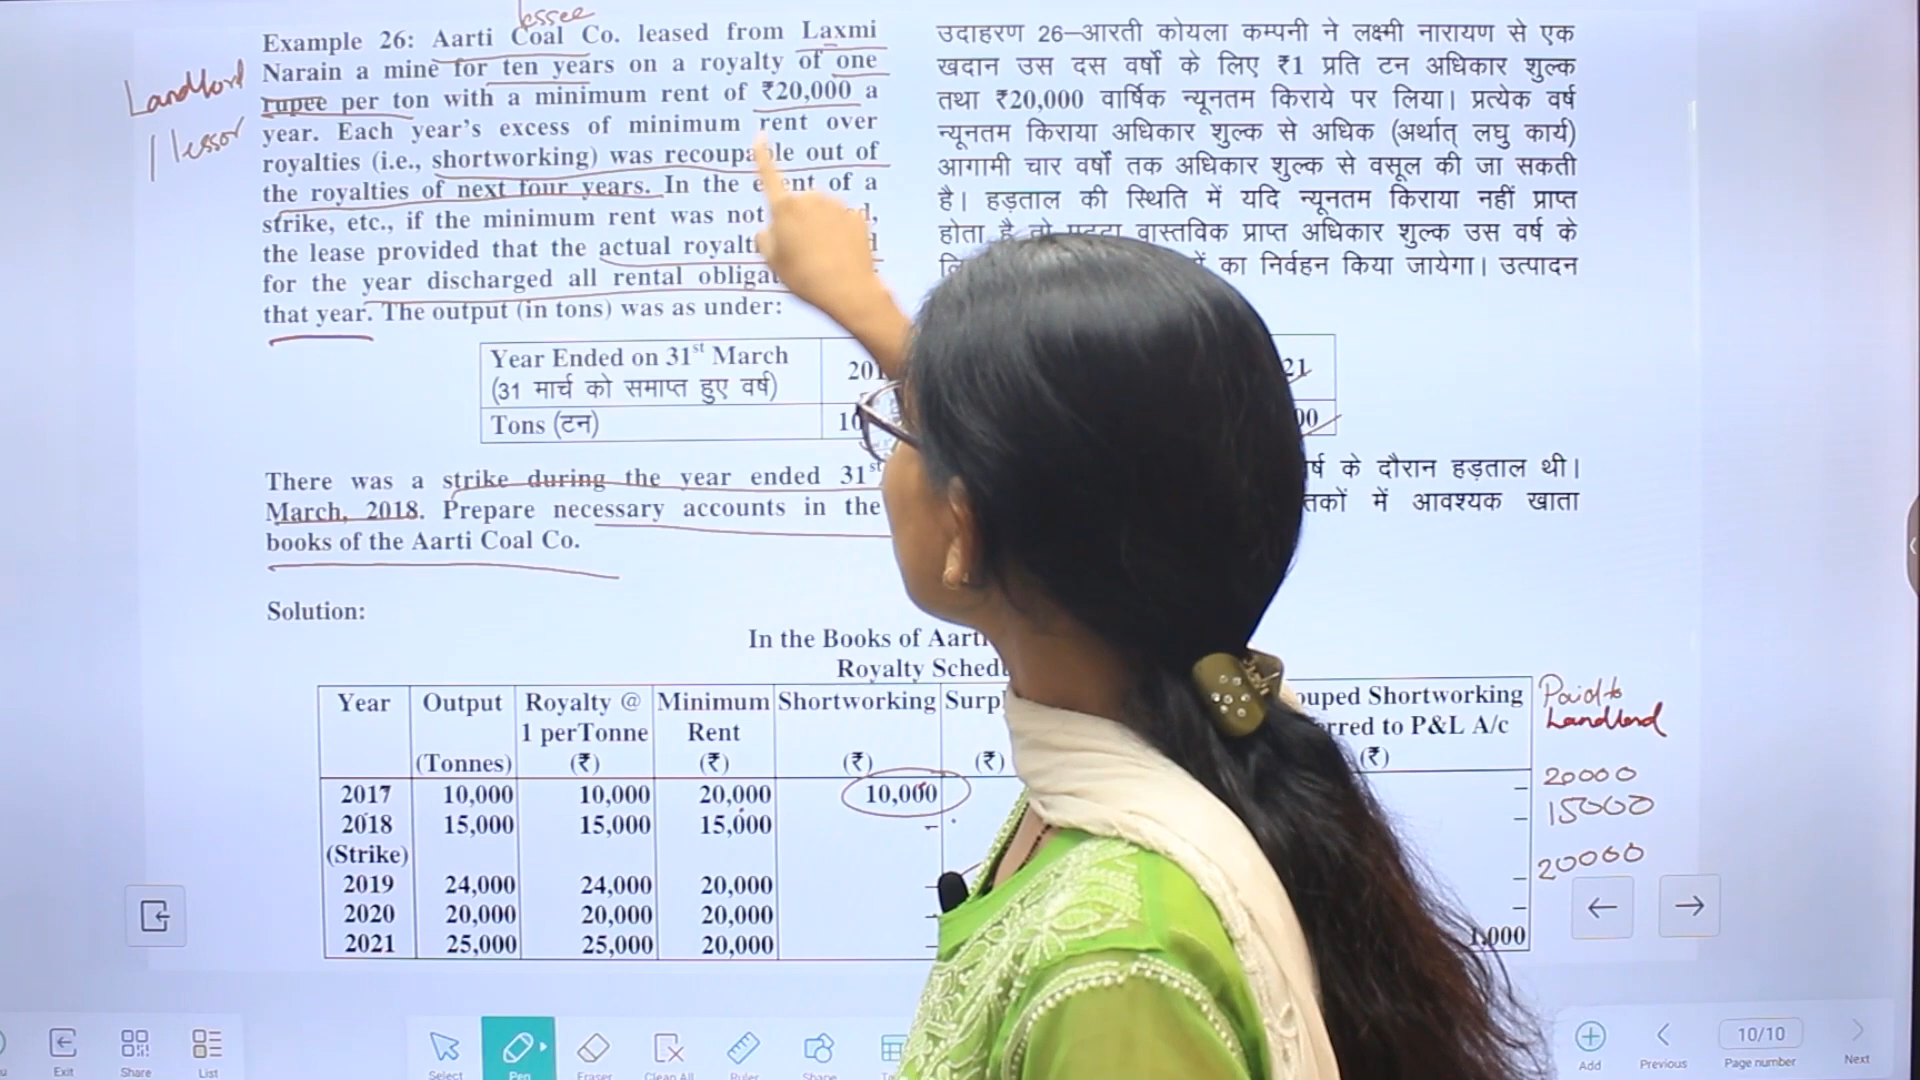 lessee
Landlord
/ lessor
Example 26: Aarti Coal Co. leased from Laxmi
Narain a mine for ten years on a royalty of one
rupee per ton with a minimum rent of ₹20,000 a
year. Each year's excess of minimum rent over
royalties (i.e., shortworking) was recoupable out of
the royalties of next four years. In the event of a
strike, etc., if the minimum rent was not
the lease provided that the actual
for the year discharged all rental
that year. The output (in tons) was as under:
उदाहरण 26–आरती कोयला कम्पनी ने लक्ष्मी नारायण से एक
खदान उस दस वर्षों के लिए ₹1 प्रति टन अधिकार शुल्क
तथा ₹20,000 वार्षिक न्यूनतम किराये पर लिया। प्रत्येक वर्ष
न्यूनतम किराया अधिकार शुल्क से अधिक (अर्थात् लघु कार्य)
आगामी चार वर्षों तक अधिकार शुल्क से वसूल की जा सकती
है। हड़ताल की स्थिति में यदि न्यूनतम किराया नहीं प्राप्त
होता है तो पट्टा वास्तविक प्राप्त अधिकार शुल्क उस वर्ष के
का निर्वहन किया जायेगा। उत्पादन
Year Ended on 31st March
(31 मार्च को समाप्त हुए वर्ष)
Tons (टन)
There was a strike during the year ended 31st
March, 2018. Prepare necessary accounts in the
books of the Aarti Coal Co.
के दौरान हड़ताल थी।
में आवश्यक खाता
Solution:
In the Books of Aarti
Royalty
Year Output Royalty @ Minimum Shortworking Shortworking
1 perTonne Rent to P&L A/c
(Tonnes) (₹) (₹) (₹) (₹) (₹)
Paid to
Landlord
2017 10,000 10,000 20,000 10,000 – 20000
2018 15,000 15,000 15,000 – – 15000
(Strike)
2019 24,000 24,000 20,000 – – 20000
2020 20,000 20,000 20,000 – –
2021 25,000 25,000 20,000 – 1,000
Exit Share List Select Pen Eraser Clean All Ruler Shape Add Previous 10/10 Page number Next